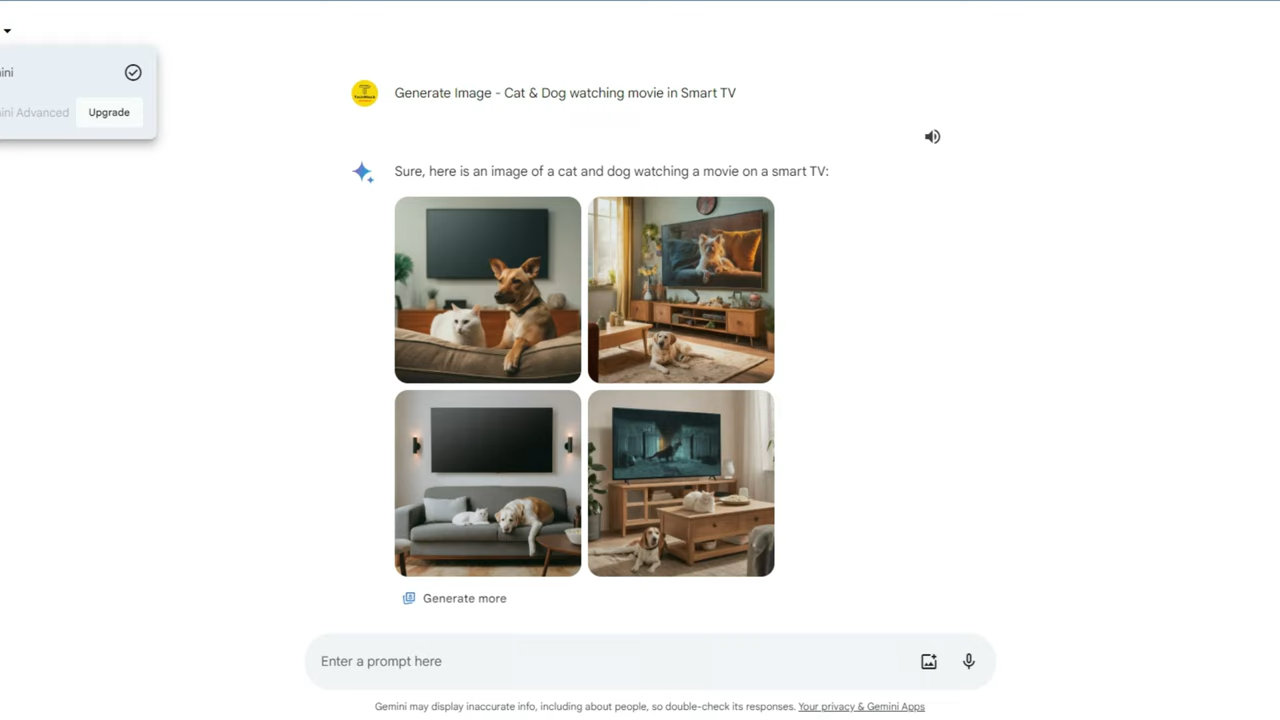 ini
ini Advanced Upgrade
Generate Image - Cat & Dog watching movie in Smart TV
Sure, here is an image of a cat and dog watching a movie on a smart TV:
Generate more
Enter a prompt here
Gemini may display inaccurate info, including about people, so double-check its responses. Your privacy & Gemini Apps